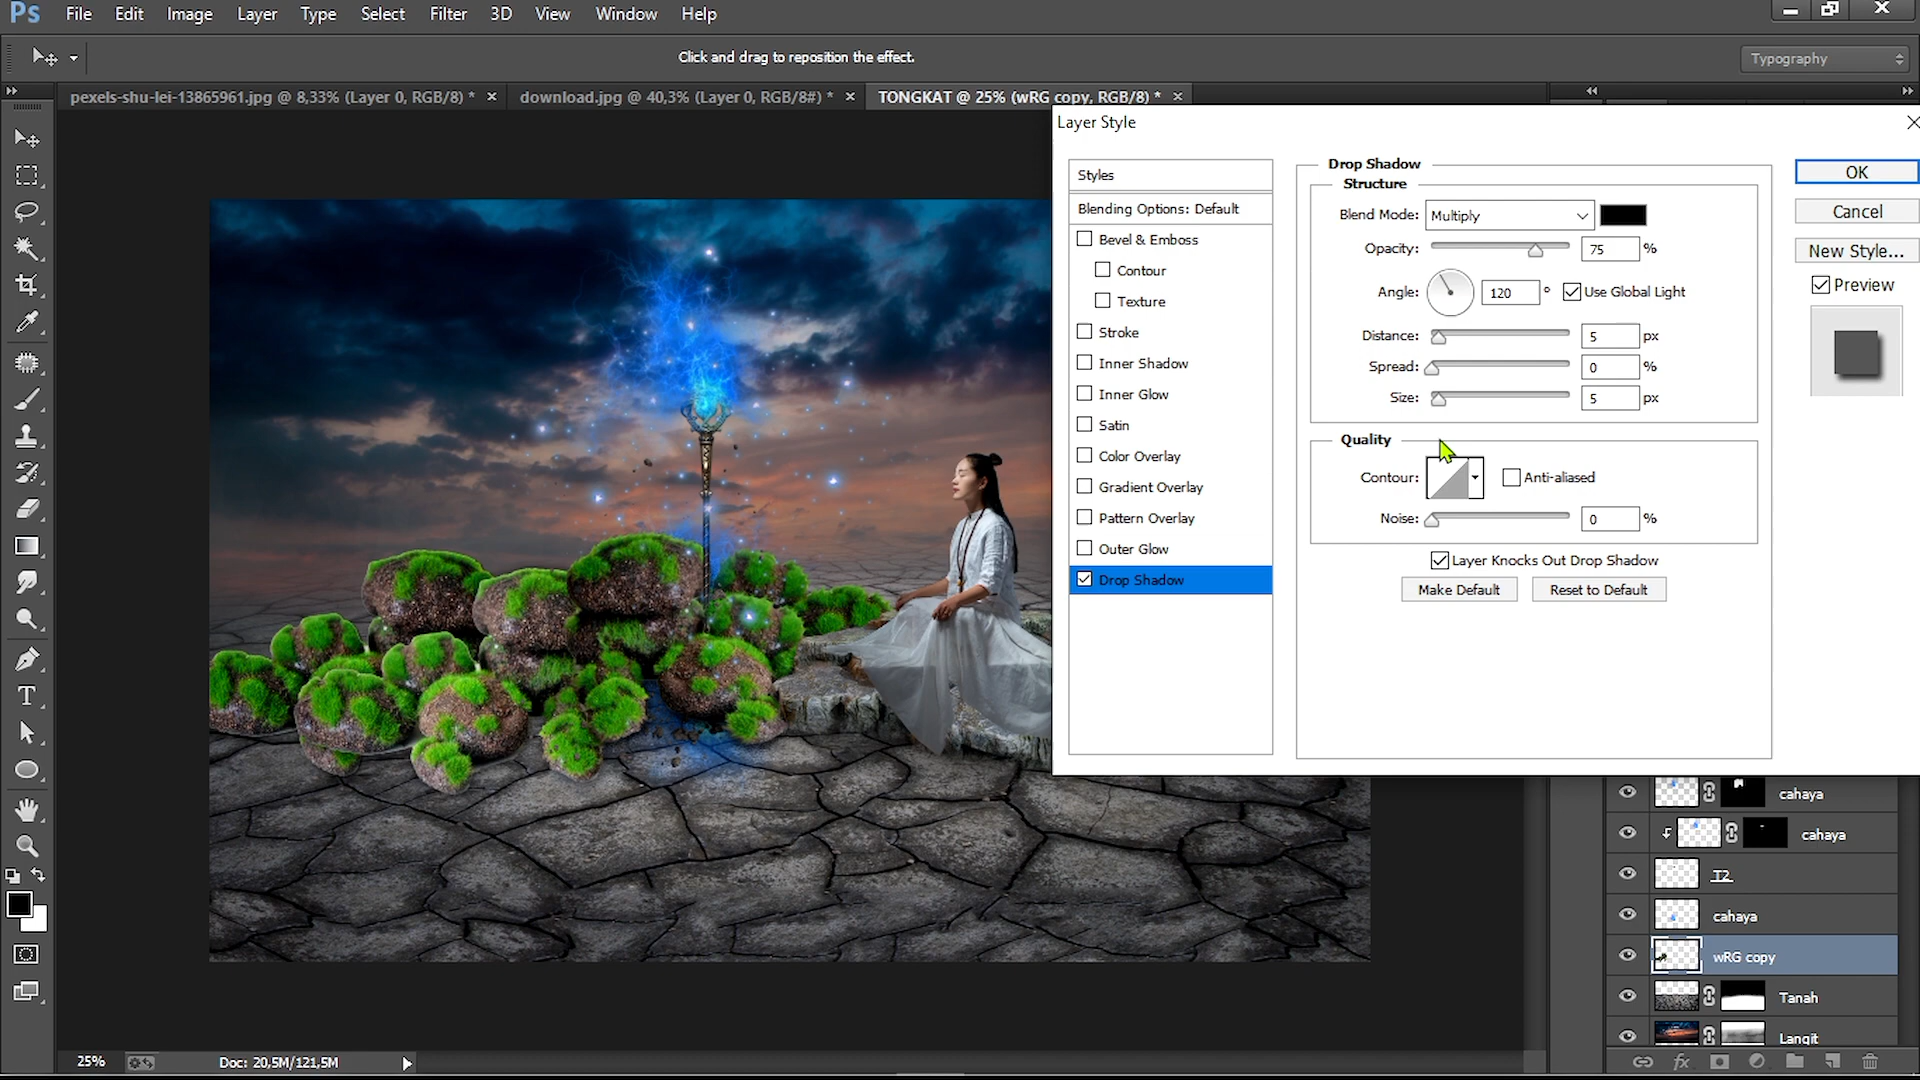 Ps File Edit Image Layer Type Select Filter 3D View Window Help
Click and drag to reposition the effect.
Typography
pexels-shu-lei-13865961.jpg @ 8,33% (Layer 0, RGB/8) * ×
download.jpg @ 40,3% (Layer 0, RGB/8#) * ×
TONGKAT @ 25% (wRG copy, RGB/8) * ×
Layer Style
Styles
Blending Options: Default
Bevel & Emboss
Contour
Texture
Stroke
Inner Shadow
Inner Glow
Satin
Color Overlay
Gradient Overlay
Pattern Overlay
Outer Glow
Drop Shadow
Drop Shadow
Structure
Blend Mode: Multiply
Opacity: 75 %
Angle: 120 ° Use Global Light
Distance: 5 px
Spread: 0 %
Size: 5 px
Quality
Contour: Anti-aliased
Noise: 0 %
Layer Knocks Out Drop Shadow
Make Default Reset to Default
OK
Cancel
New Style...
Preview
cahaya
cahaya
T2
cahaya
wRG copy
Tanah
Langit
fx
25% Doc: 20,5M/121,5M
T